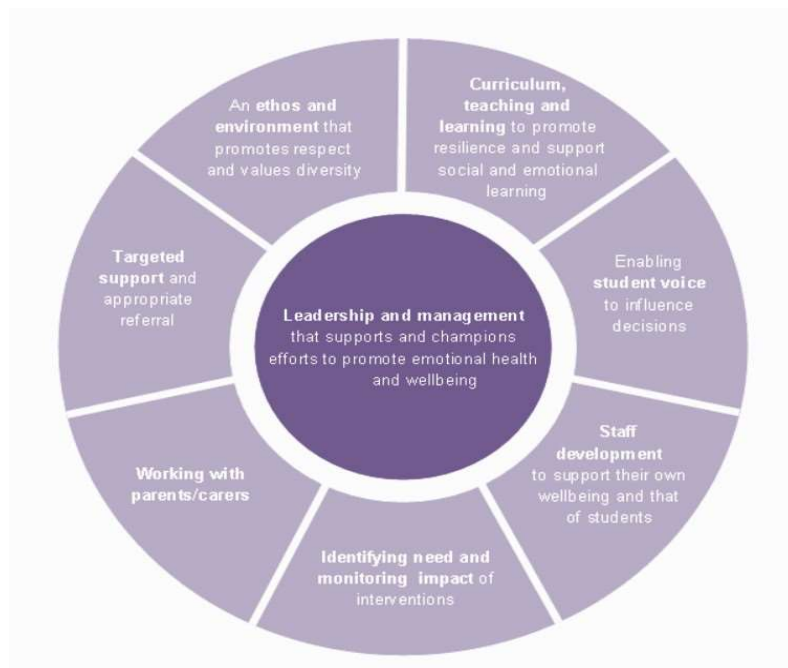 An ethos and
environment that
promotes respect
and values diversity
Curriculum,
teaching and
learning to promote
resilience and support
social and emotional
learning
Enabling
student voice
to influence
decisions
Staff
development
to support their own
wellbeing and that
of students
Identifying need and
monitoring impact of
interventions
Working with
parents/carers
Targeted
support and
appropriate
referral
Leadership and management
that supports and champions
efforts to promote emotional health
and wellbeing